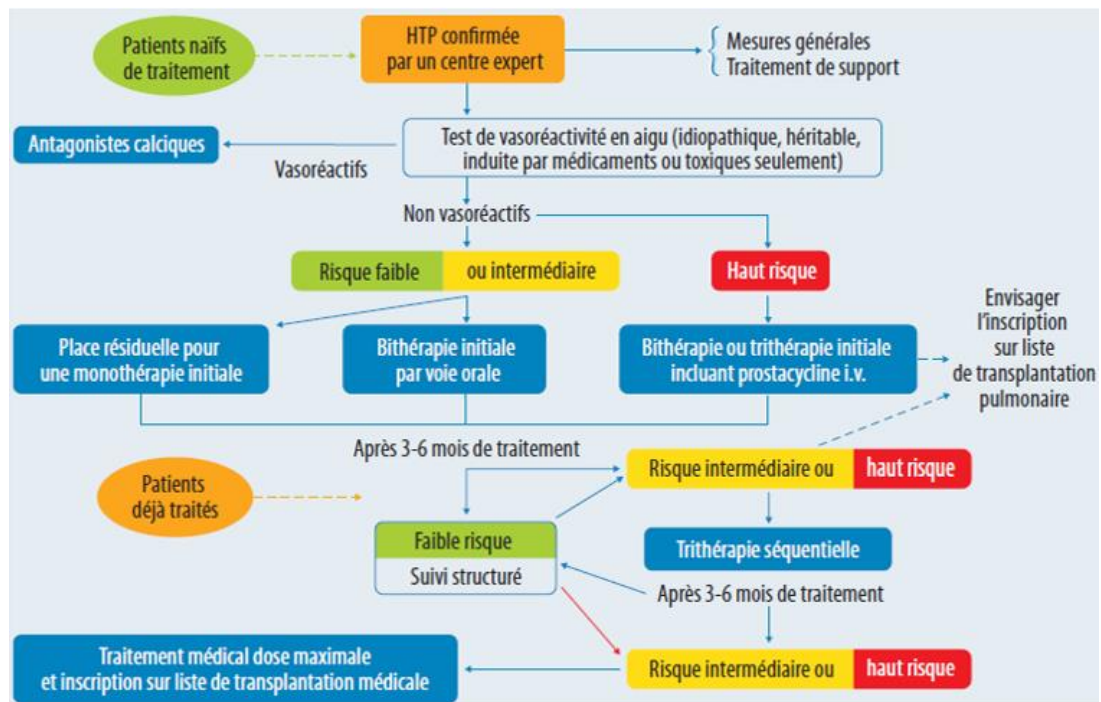 Patients naïfs
de traitement
HTP confirmée
par un centre expert
Mesures générales
Traitement de support
Antagonistes calciques
Vasoréactifs
Test de vasoréactivité en aigu (idiopathique, héritable,
induite par médicaments ou toxiques seulement)
Non vasoréactifs
Risque faible
ou intermédiaire
Haut risque
Place résiduelle pour
une monothérapie initiale
Bithérapie initiale
par voie orale
Bithérapie ou trithérapie initiale
incluant prostacycline i.v.
Envisager
l'inscription
sur liste
de transplantation
pulmonaire
Après 3-6 mois de traitement
Patients
déjà traités
Risque intermédiaire ou
haut risque
Faible risque
Suivi structuré
Trithérapie séquentielle
Après 3-6 mois de traitement
Traitement médical dose maximale
et inscription sur liste de transplantation médicale
Risque intermédiaire ou
haut risque